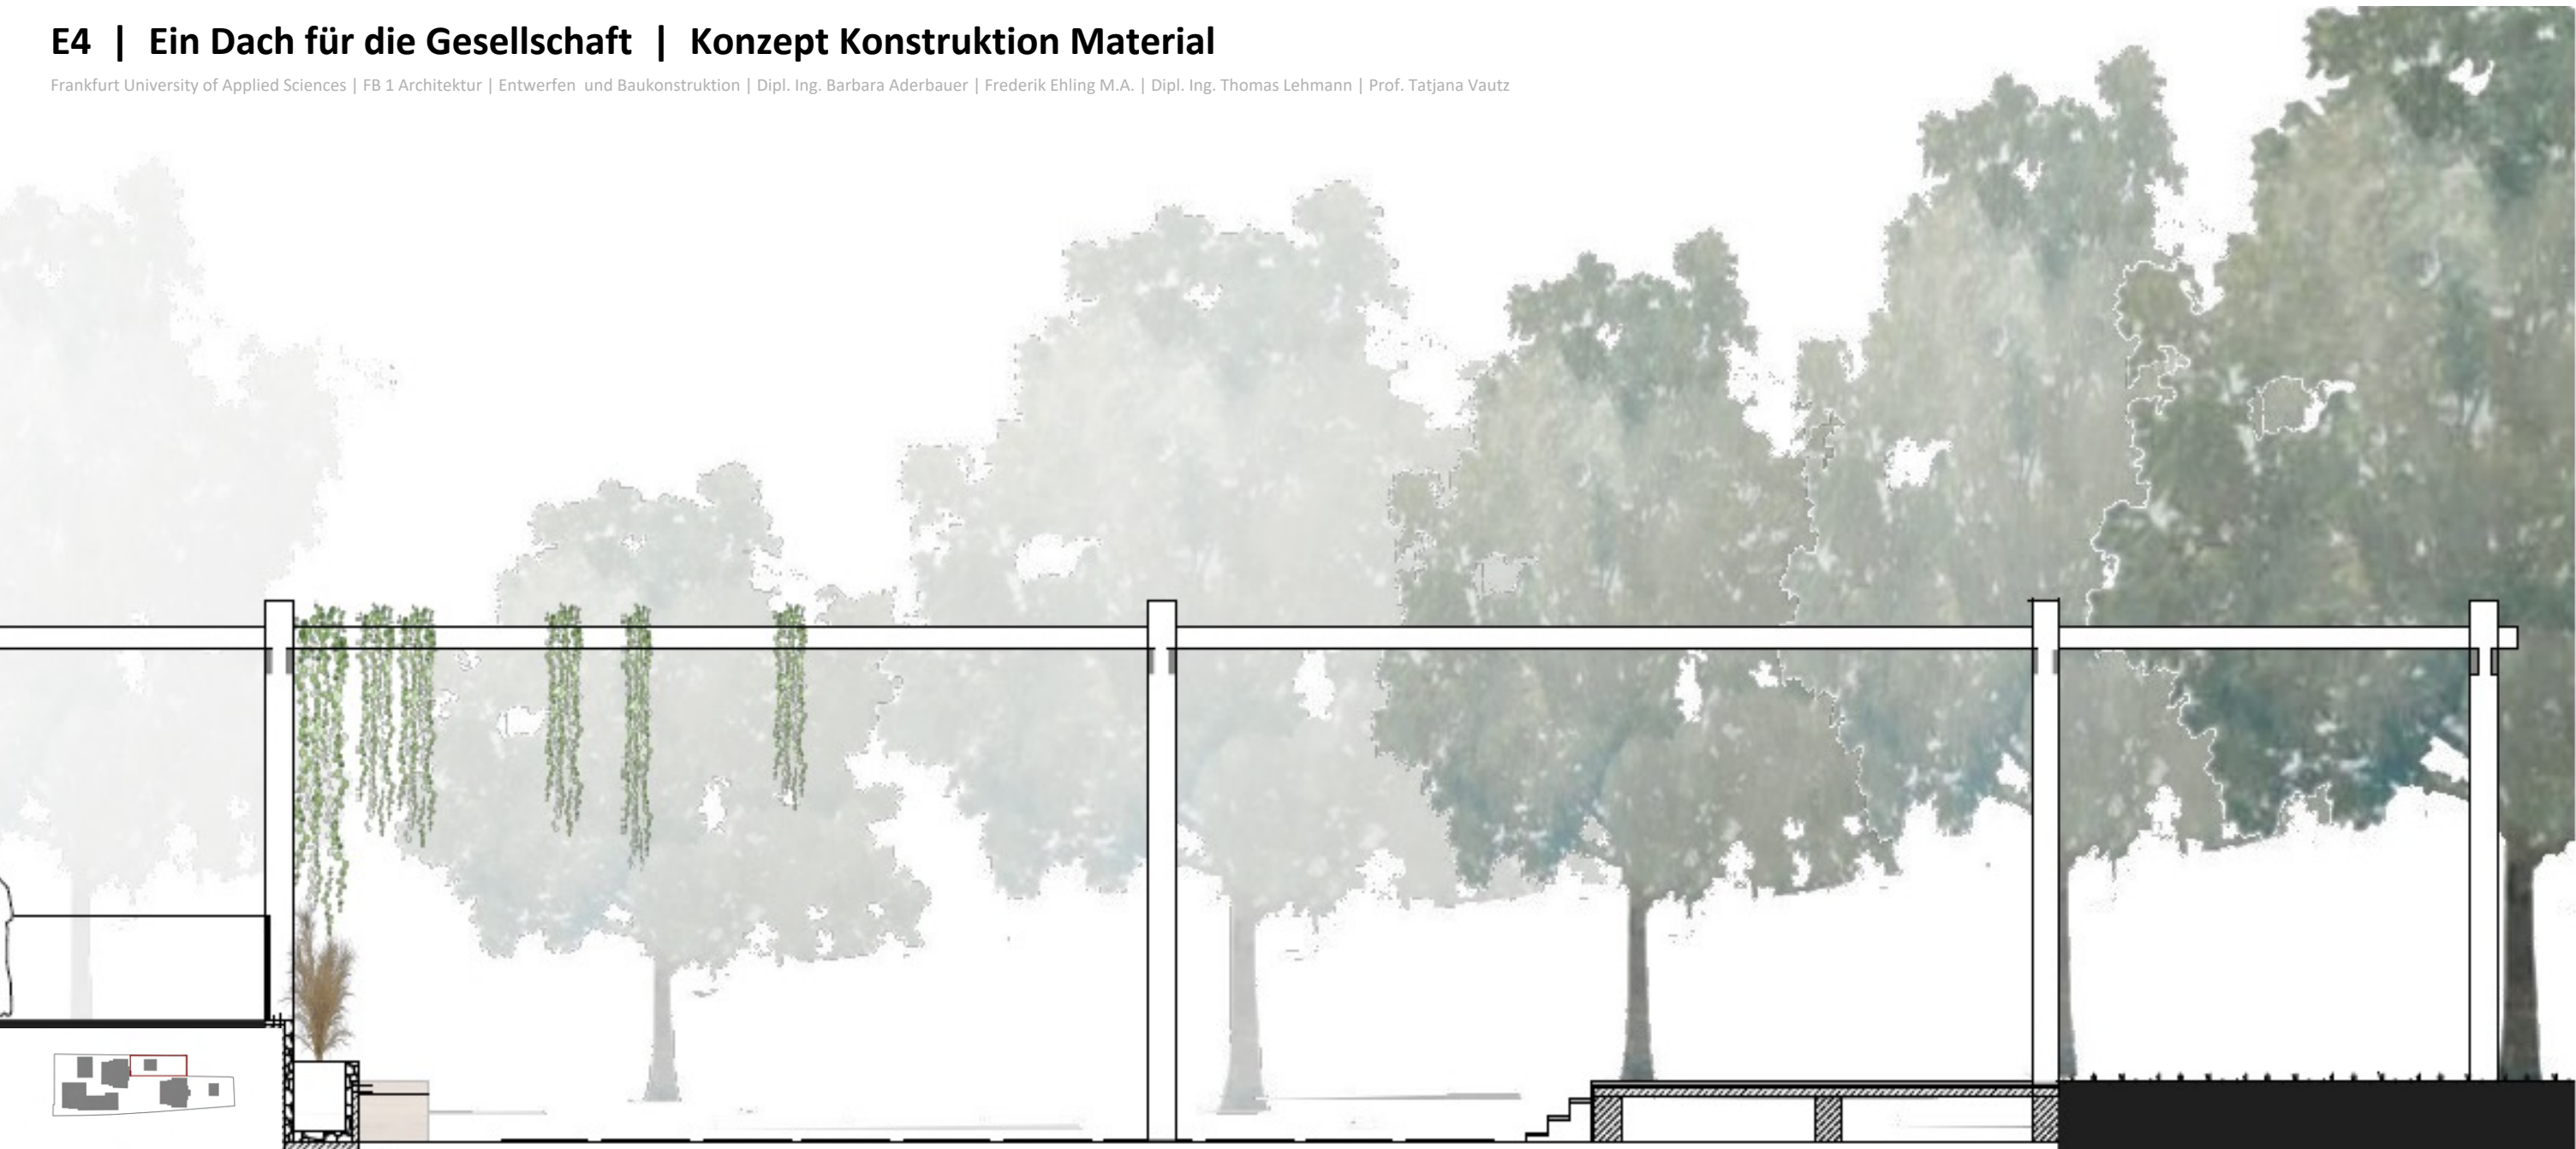 E4 | Ein Dach für die Gesellschaft | Konzept Konstruktion Material
Frankfurt University of Applied Sciences | FB 1 Architektur | Entwerfen und Baukonstruktion | Dipl. Ing. Barbara Aderbauer | Frederik Ehling M.A. | Dipl. Ing. Thomas Lehmann | Prof. Tatjana Vautz